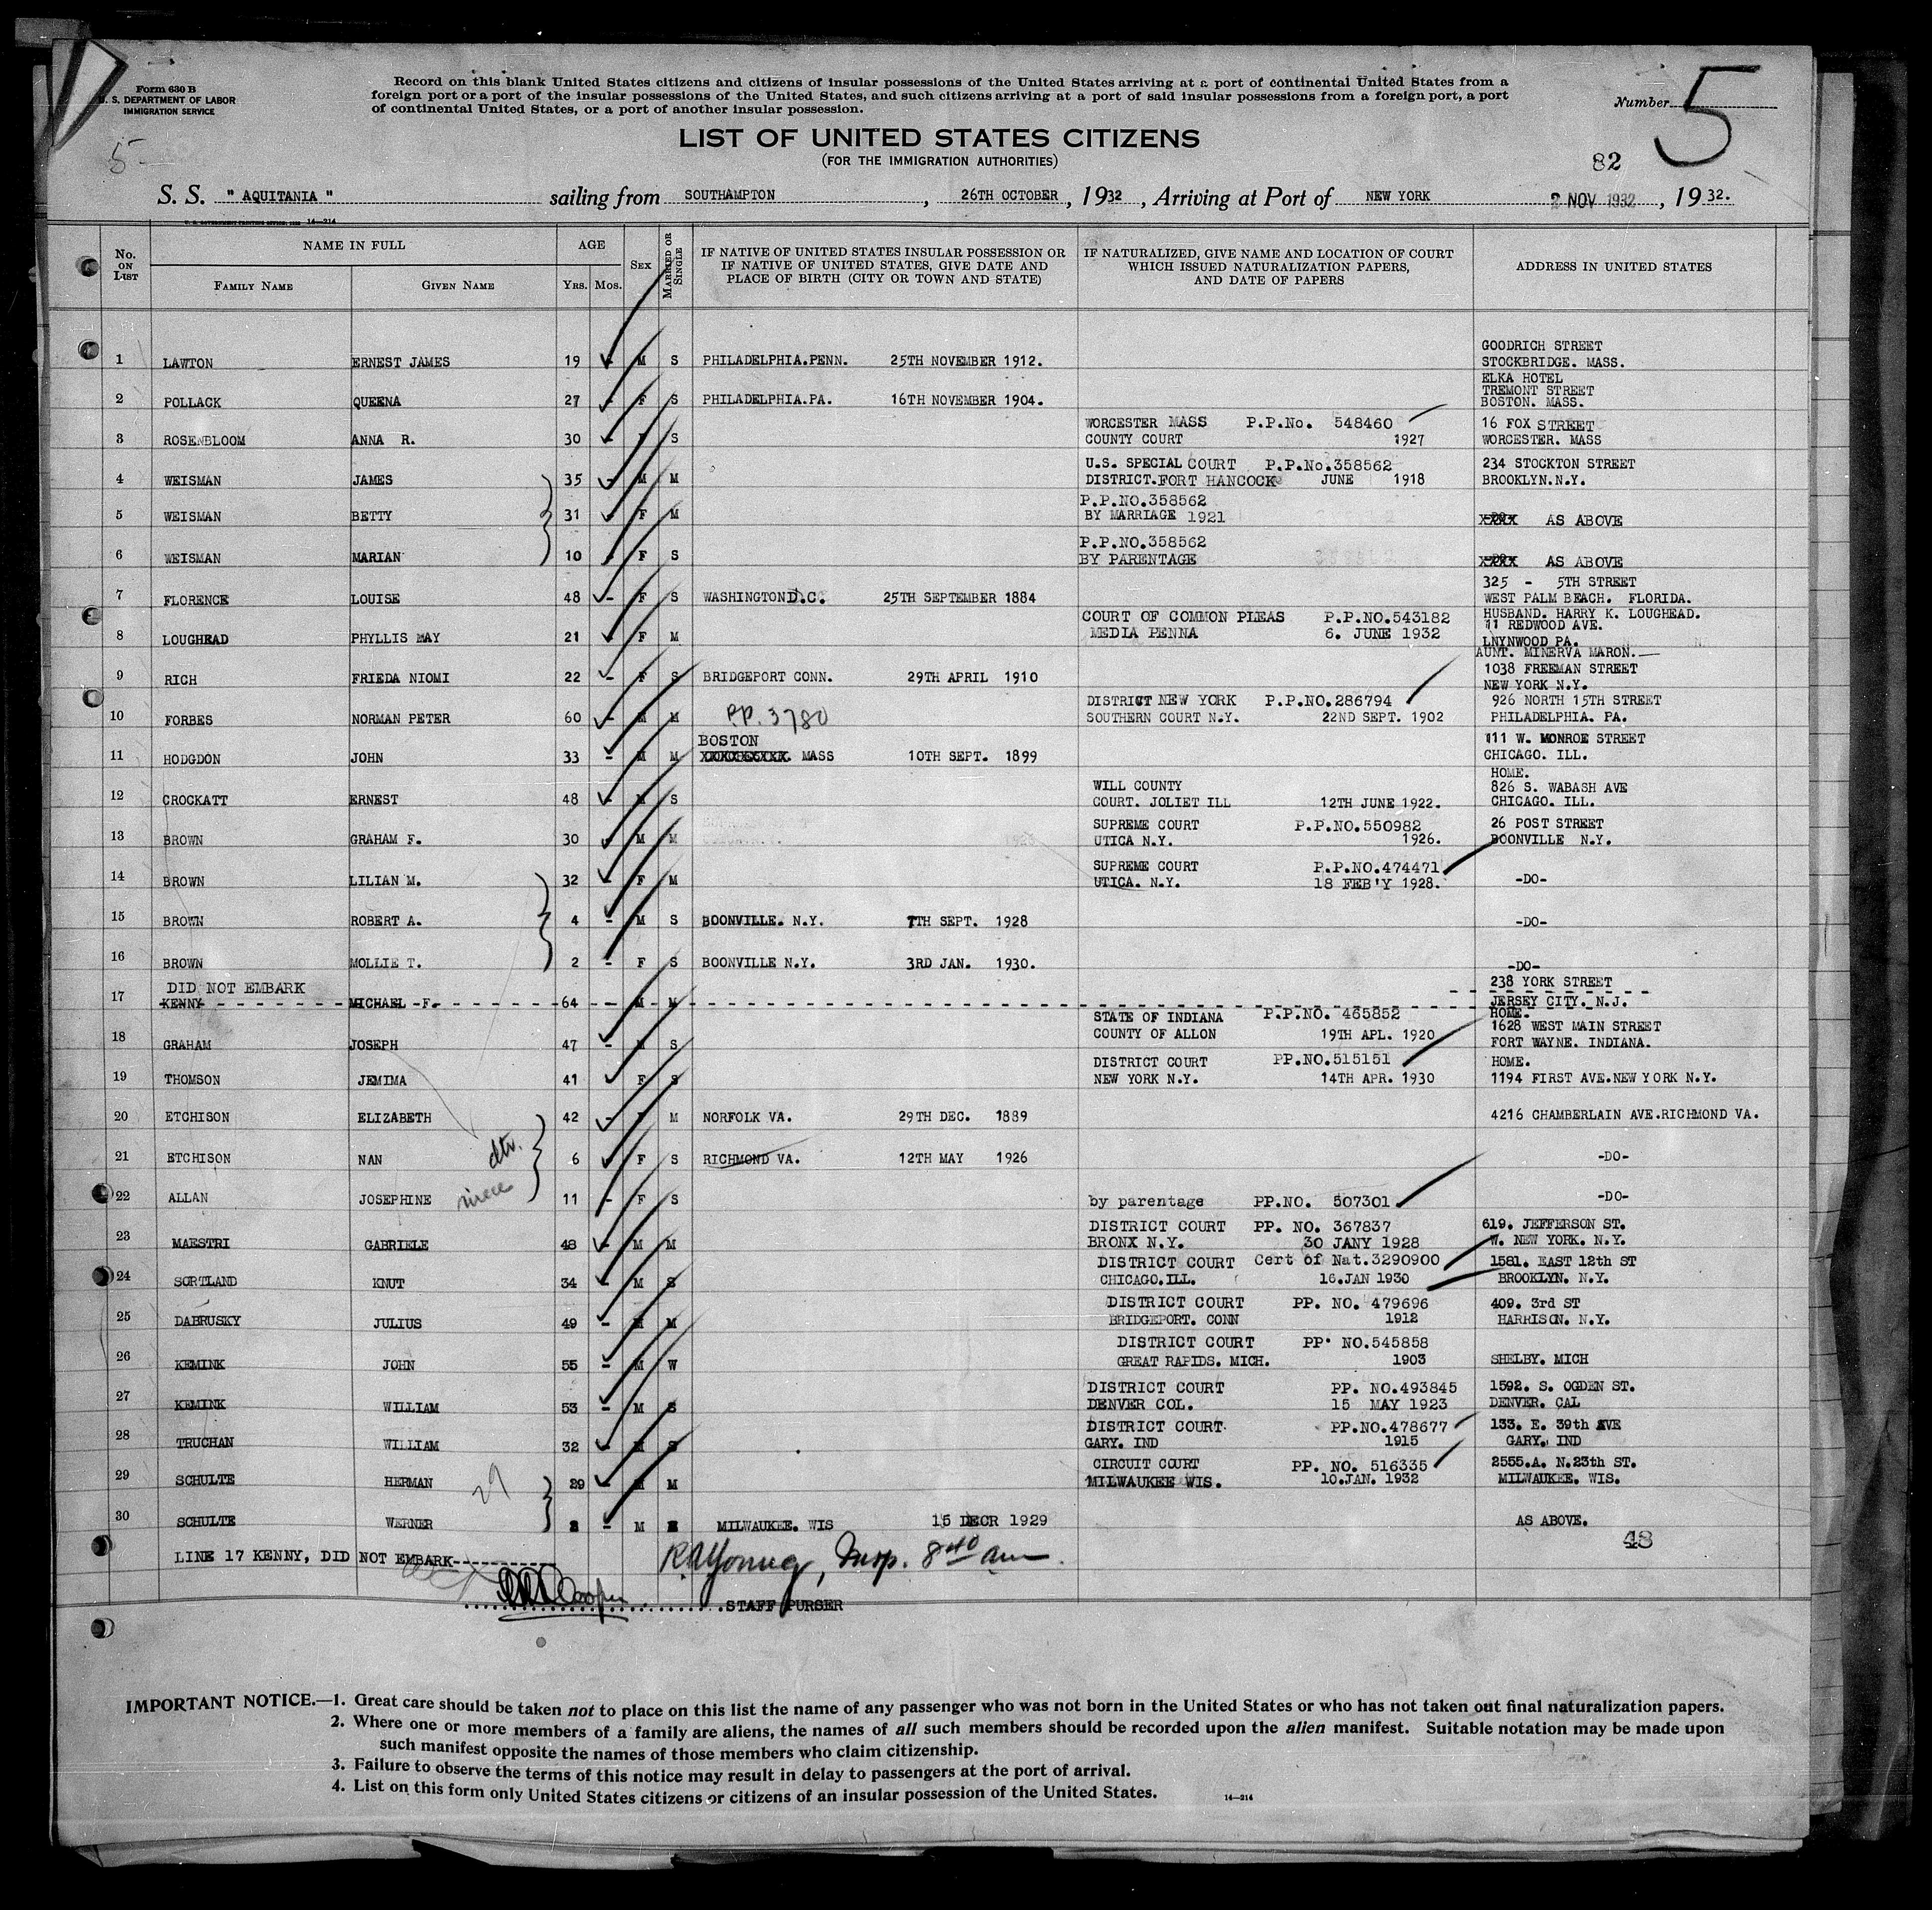 Form 630 B
U. S. DEPARTMENT OF LABOR
IMMIGRATION SERVICE
Record on this blank United States citizens and citizens of insular possessions of the United States arriving at a port of continental United States from a
foreign port or a port of the insular possessions of the United States, and such citizens arriving at a port of said insular possessions from a foreign port, a port
of continental United States, or a port of another insular possession.
Number 5
5
LIST OF UNITED STATES CITIZENS
(FOR THE IMMIGRATION AUTHORITIES)
82
S. S. " AQUITANIA " sailing from SOUTHAMPTON , 26TH OCTOBER , 1932 , Arriving at Port of NEW YORK 2 NOV 1932 , 1932.
14—214
No. ON LIST NAME IN FULL FAMILY NAME GIVEN NAME AGE YRS. MOS. SEX MARRIED OR SINGLE
IF NATIVE OF UNITED STATES INSULAR POSSESSION OR IF NATIVE OF UNITED STATES, GIVE DATE AND PLACE OF BIRTH (CITY OR TOWN AND STATE)
IF NATURALIZED, GIVE NAME AND LOCATION OF COURT WHICH ISSUED NATURALIZATION PAPERS, AND DATE OF PAPERS
ADDRESS IN UNITED STATES
1 LAWTON ERNEST JAMES 19 - M S PHILADELPHIA.PENN. 25TH NOVEMBER 1912. GOODRICH STREET STOCKBRIDGE. MASS.
2 POLLACK QUEENA 27 - F S PHILADELPHIA.PA. 16TH NOVEMBER 1904. ELKA HOTEL TREMONT STREET BOSTON. MASS.
3 ROSENBLOOM ANNA R. 30 - F S WORCESTER MASS P.P.No. 548460 COUNTY COURT 1927 16 FOX STREET WORCESTER. MASS
4 WEISMAN JAMES 35 - M M U.S. SPECIAL COURT P.P.No.358562 DISTRICT.FORT HANCOCK JUNE 1918 234 STOCKTON STREET BROOKLYN.N.Y.
5 WEISMAN BETTY 31 - F M P.P.NO.358562 BY MARRIAGE 1921 AS ABOVE
6 WEISMAN MARIAN 10 - F S P.P.NO.358562 BY PARENTAGE AS ABOVE
7 FLORENCE LOUISE 48 - F S WASHINGTON D.C. 25TH SEPTEMBER 1884 325 - 5TH STREET WEST PALM BEACH. FLORIDA.
8 LOUGHEAD PHYLLIS MAY 21 - F M COURT OF COMMON PLEAS P.P.NO.543182 MEDIA PENNA 6. JUNE 1932 HUSBAND. HARRY K. LOUGHEAD. 11 REDWOOD AVE. LNYNWOOD PA.
9 RICH FRIEDA NIOMI 22 - F S BRIDGEPORT CONN. 29TH APRIL 1910 AUNT. MINERVA MARON. 1038 FREEMAN STREET NEW YORK N.Y.
10 FORBES NORMAN PETER 60 - M M PP. 3780 DISTRICT NEW YORK P.P.NO.286794 SOUTHERN COURT N.Y. 22ND SEPT. 1902 926 NORTH 15TH STREET PHILADELPHIA. PA.
11 HODGDON JOHN 33 - M M BOSTON MASS 10TH SEPT. 1899 111 W. MONROE STREET CHICAGO. ILL.
12 CROCKATT ERNEST 48 - M S WILL COUNTY COURT. JOLIET ILL 12TH JUNE 1922. HOME. 826 S. WABASH AVE CHICAGO. ILL.
13 BROWN GRAHAM F. 30 - M M SUPREME COURT P.P.NO.550982 UTICA N.Y. 1926. 26 POST STREET BOONVILLE N.Y.
14 BROWN LILIAN M. 32 - F M SUPREME COURT P.P.NO.474471 UTICA. N.Y. 18 FEB'Y 1928. -DO-
15 BROWN ROBERT A. 4 - M S BOONVILLE. N.Y. 7TH SEPT. 1928 -DO-
16 BROWN MOLLIE T. 2 - F S BOONVILLE N.Y. 3RD JAN. 1930. -DO-
DID NOT EMBARK
17 KENNY MICHAEL F. 64 - M M 238 YORK STREET JERSEY CITY. N.J.
18 GRAHAM JOSEPH 47 - M S STATE OF INDIANA P.P.NO. 465852 COUNTY OF ALLON 19TH APL. 1920 HOME. 1628 WEST MAIN STREET FORT WAYNE. INDIANA.
19 THOMSON JEMIMA 41 F S DISTRICT COURT PP.NO.515151 NEW YORK N.Y. 14TH APR. 1930 HOME. 1194 FIRST AVE.NEW YORK N.Y.
20 ETCHISON ELIZABETH 42 - F M NORFOLK VA. 29TH DEC. 1889 4216 CHAMBERLAIN AVE.RICHMOND VA.
21 ETCHISON NAN dtr. 6 - F S RICHMOND VA. 12TH MAY 1926 -DO-
22 ALLAN JOSEPHINE niece 11 - F S by parentage PP.NO. 507301 -DO-
23 MAESTRI GABRIELE 48 - M M DISTRICT COURT PP. NO. 367837 BRONX N.Y. 30 JANY 1928 619. JEFFERSON ST. W. NEW YORK. N.Y.
24 SORTLAND KNUT 34 - M S DISTRICT COURT Cert of Nat.3290900 CHICAGO.ILL. 16.JAN 1930 1581. EAST 12th ST BROOKLYN. N.Y.
25 DABRUSKY JULIUS 49 - M M DISTRICT COURT PP. NO. 479696 BRIDGEPORT. CONN 1912 409. 3rd ST HARRISON. N.Y.
26 KEMINK JOHN 55 - M W DISTRICT COURT PP. NO.545858 GREAT RAPIDS. MICH. 1903 SHELBY. MICH
27 KEMINK WILLIAM 53 - M S DISTRICT COURT PP. NO.493845 DENVER COL. 15 MAY 1923 1592. S. OGDEN ST. DENVER. CAL
28 TRUCHAN WILLIAM 32 - M S DISTRICT COURT PP.NO.478677 GARY. IND 1915 133. E. 39th AVE GARY. IND
29 SCHULTE HERMAN 29 29 - M M CIRCUIT COURT PP. NO. 516335 MILWAUKEE WIS. 10.JAN. 1932 2555.A. N.23th ST. MILWAUKEE. WIS.
30 SCHULTE WERNER - M MILWAUKEE. WIS 15 DECR 1929 AS ABOVE.
48
LINE 17 KENNY, DID NOT EMBARK----------
R A Young, Insp. 8 40 am
Cooper
STAFF PURSER
IMPORTANT NOTICE.—1. Great care should be taken not to place on this list the name of any passenger who was not born in the United States or who has not taken out final naturalization papers.
2. Where one or more members of a family are aliens, the names of all such members should be recorded upon the alien manifest. Suitable notation may be made upon
such manifest opposite the names of those members who claim citizenship.
3. Failure to observe the terms of this notice may result in delay to passengers at the port of arrival.
4. List on this form only United States citizens or citizens of an insular possession of the United States.
14—214